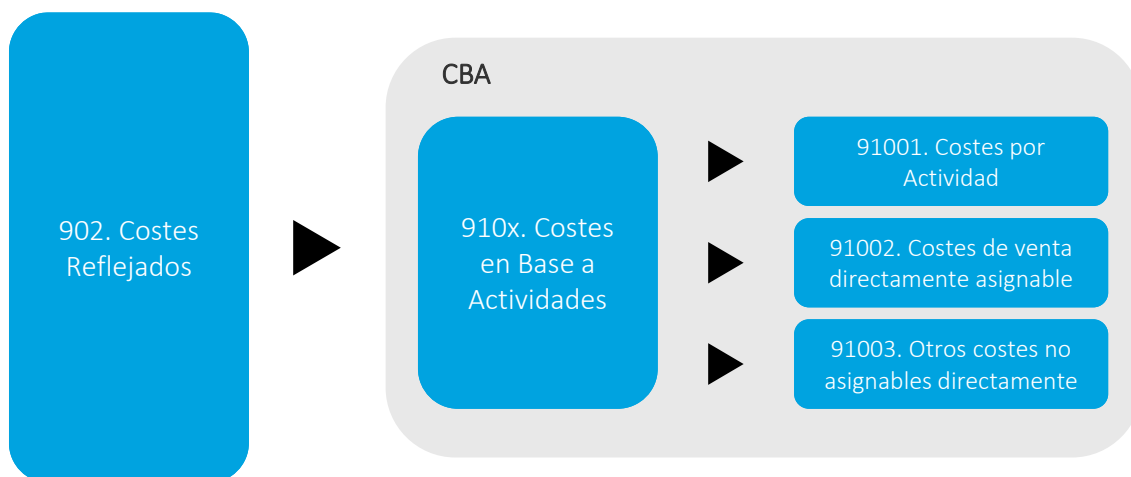 CBA
902. Costes
Reflejados
910x. Costes
en Base a
Actividades
91001. Costes por
Actividad
91002. Costes de venta
directamente asignable
91003. Otros costes no
asignables directamente